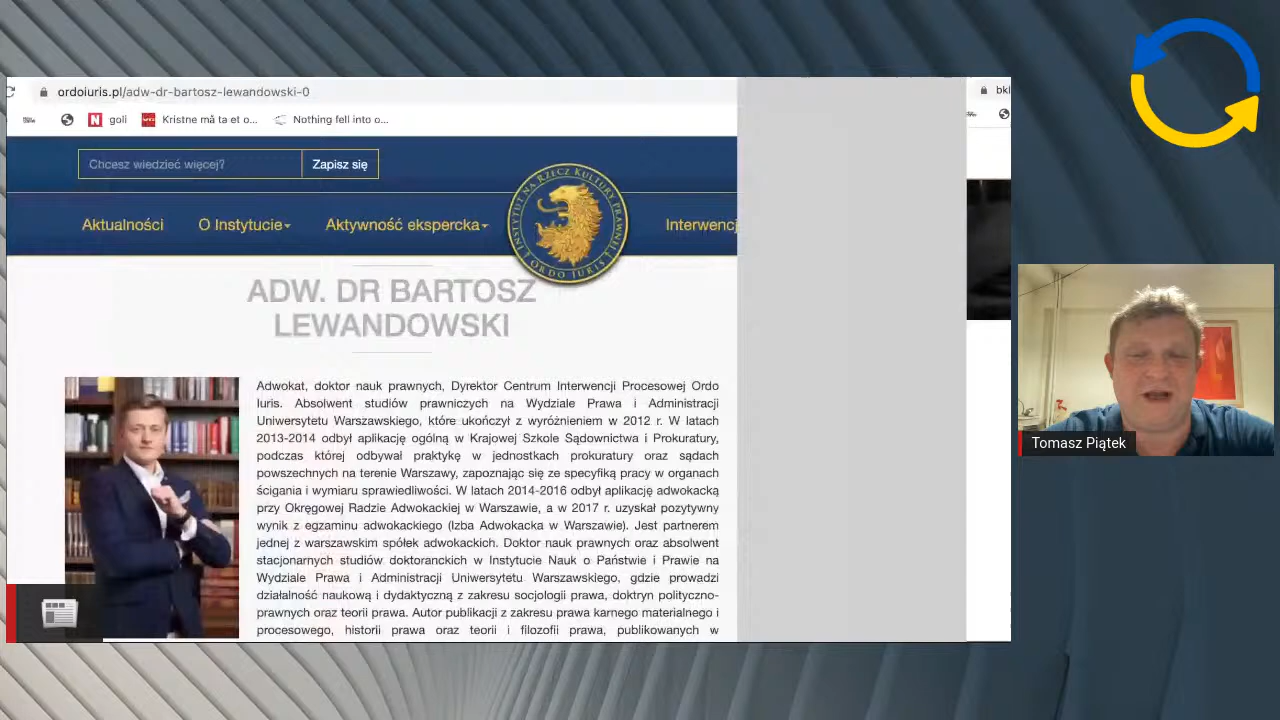 ordoiuris.pl/adw-dr-bartosz-lewandowski-0
bkl
goli
Kristne må ta et o...
Nothing fell into o...
Chcesz wiedzieć więcej?
Zapisz się
Aktualności
O Instytucie
Aktywność ekspercka
INSTYTUT NA RZECZ KULTURY PRAWNEJ
ORDO IURIS
Interwencj
ADW. DR BARTOSZ
LEWANDOWSKI
Adwokat, doktor nauk prawnych, Dyrektor Centrum Interwencji Procesowej Ordo
Iuris. Absolwent studiów prawniczych na Wydziale Prawa i Administracji
Uniwersytetu Warszawskiego, które ukończył z wyróżnieniem w 2012 r. W latach
2013-2014 odbył aplikację ogólną w Krajowej Szkole Sądownictwa i Prokuratury,
podczas której odbywał praktykę w jednostkach prokuratury oraz sądach
powszechnych na terenie Warszawy, zapoznając się ze specyfiką pracy w organach
ścigania i wymiaru sprawiedliwości. W latach 2014-2016 odbył aplikację adwokacką
przy Okręgowej Radzie Adwokackiej w Warszawie, a w 2017 r. uzyskał pozytywny
wynik z egzaminu adwokackiego (Izba Adwokacka w Warszawie). Jest partnerem
jednej z warszawskim spółek adwokackich. Doktor nauk prawnych oraz absolwent
stacjonarnych studiów doktoranckich w Instytucie Nauk o Państwie i Prawie na
Wydziale Prawa i Administracji Uniwersytetu Warszawskiego, gdzie prowadzi
działalność naukową i dydaktyczną z zakresu socjologii prawa, doktryn polityczno-
prawnych oraz teorii prawa. Autor publikacji z zakresu prawa karnego materialnego i
procesowego, historii prawa oraz teorii i filozofii prawa, publikowanych w
Tomasz Piątek